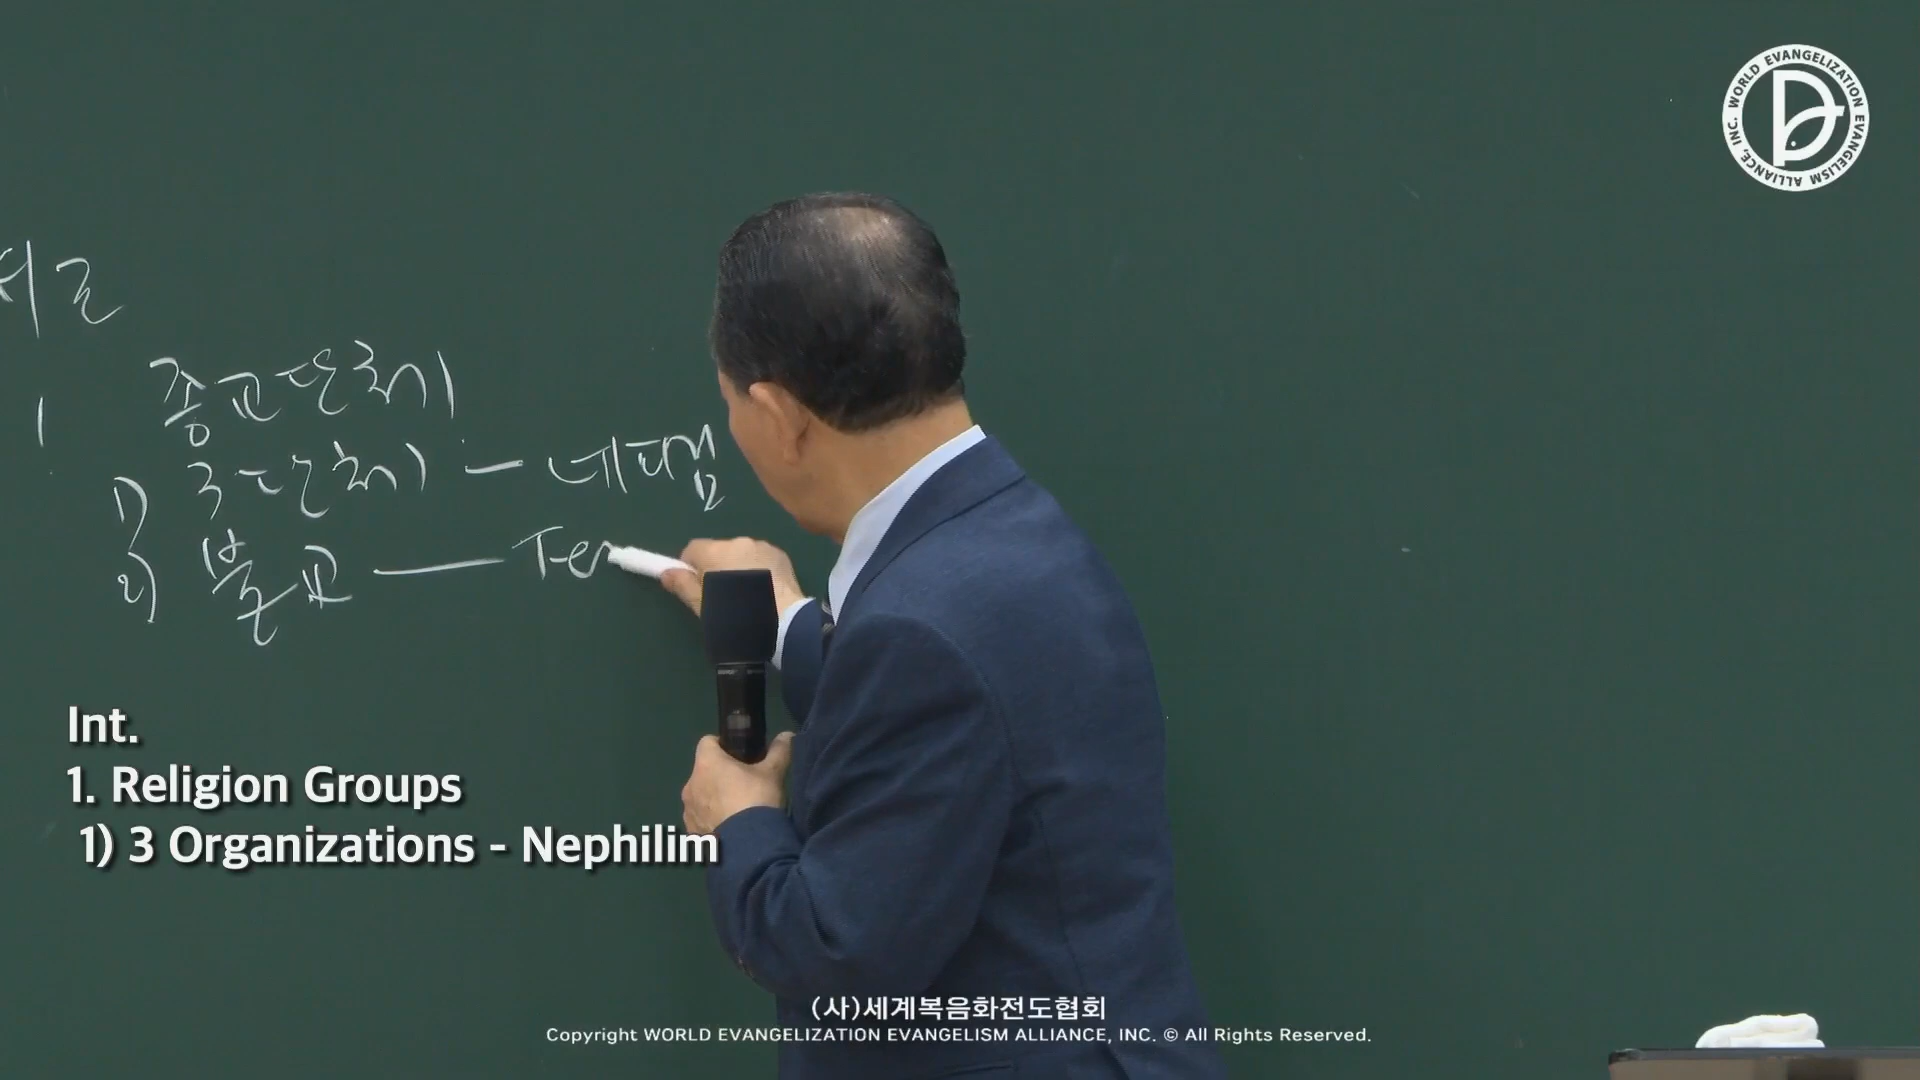 서론
1 종교단체
1) 3단체 - 네피림
2) 불교 — Te
Int.
1. Religion Groups
1) 3 Organizations - Nephilim
(사)세계복음화전도협회
Copyright WORLD EVANGELIZATION EVANGELISM ALLIANCE, INC. © All Rights Reserved.
WORLD EVANGELIZATION EVANGELISM ALLIANCE, INC.